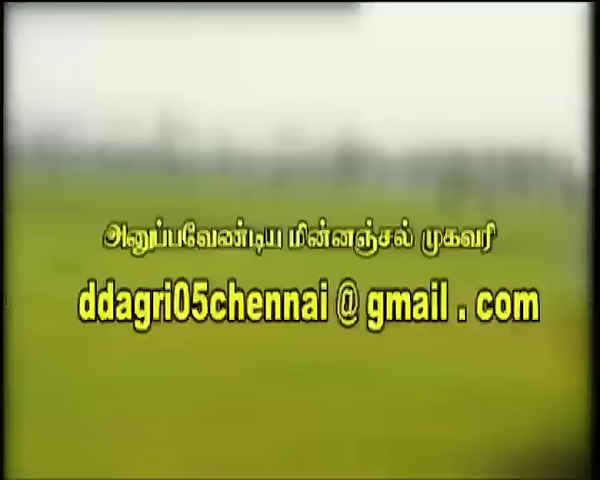 அனுப்பவேண்டிய மின்னஞ்சல் முகவரி
ddagri05chennai @ gmail . com